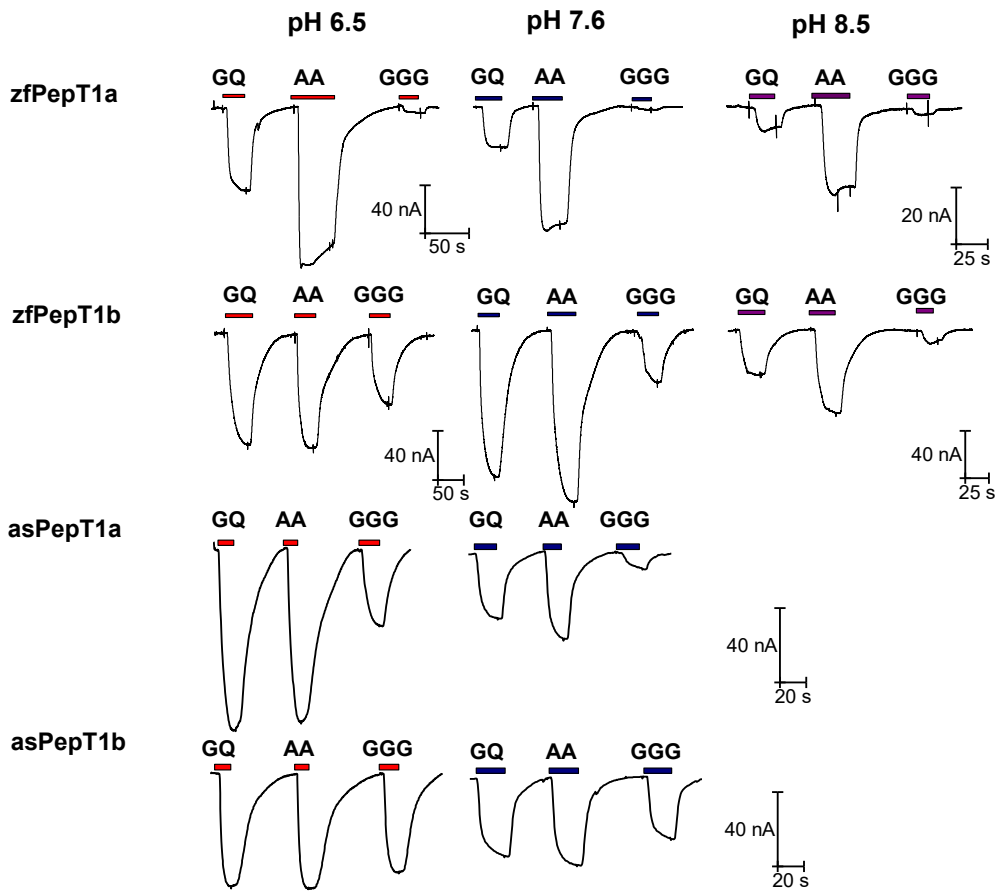 pH 6.5 pH 7.6 pH 8.5
zfPepT1a
GQ AA GGG GQ AA GGG GQ AA GGG
40 nA
50 s
20 nA
25 s
zfPepT1b
GQ AA GGG GQ AA GGG GQ AA GGG
40 nA
50 s
40 nA
25 s
asPepT1a
GQ AA GGG GQ AA GGG
40 nA
20 s
asPepT1b
GQ AA GGG GQ AA GGG
40 nA
20 s